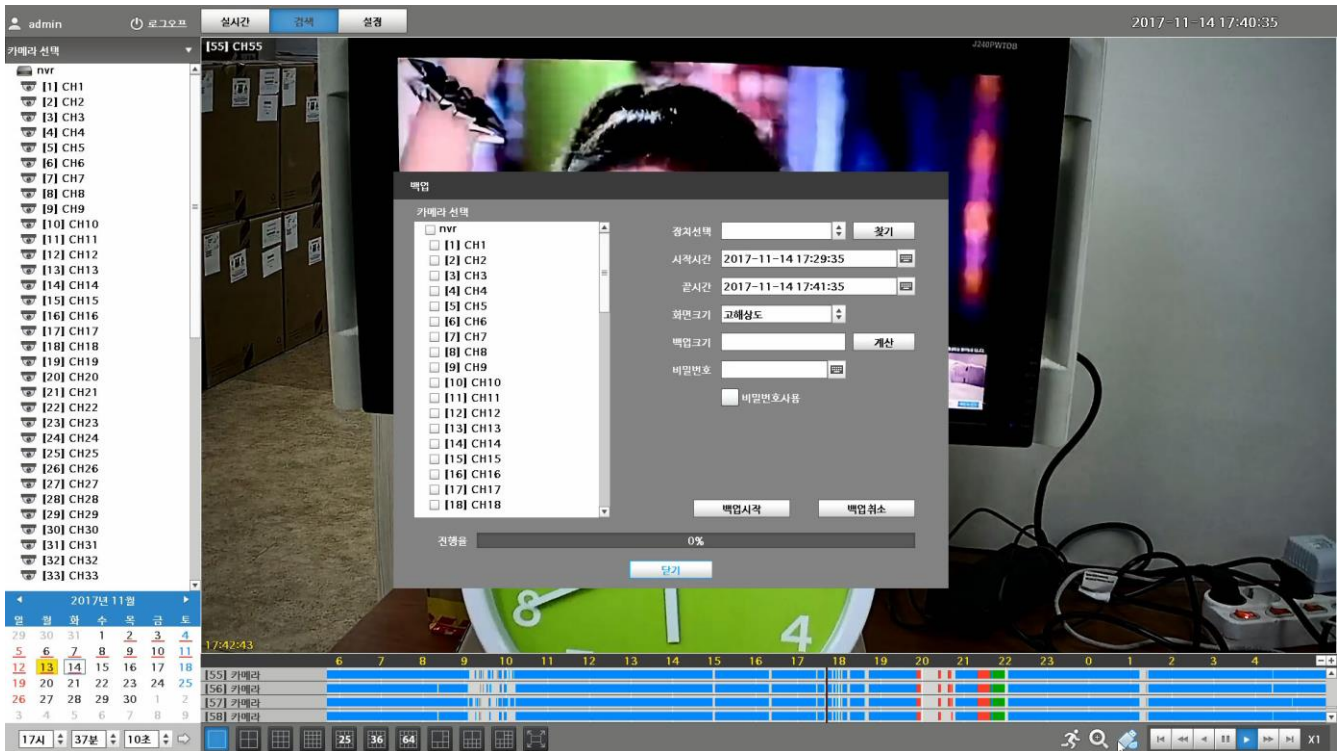 admin
로그오프
실시간
검색
설정
2017-11-14 17:40:35
카메라 선택
nvr
[1] CH1
[2] CH2
[3] CH3
[4] CH4
[5] CH5
[6] CH6
[7] CH7
[8] CH8
[9] CH9
[10] CH10
[11] CH11
[12] CH12
[13] CH13
[14] CH14
[15] CH15
[16] CH16
[17] CH17
[18] CH18
[19] CH19
[20] CH20
[21] CH21
[22] CH22
[23] CH23
[24] CH24
[25] CH25
[26] CH26
[27] CH27
[28] CH28
[29] CH29
[30] CH30
[31] CH31
[32] CH32
[33] CH33
2017년 11월
일 월 화 수 목 금 토
29 30 31 1 2 3 4
5 6 7 8 9 10 11
12 13 14 15 16 17 18
19 20 21 22 23 24 25
26 27 28 29 30 1 2
3 4 5 6 7 8 9
17시 37분 10초
[55] CH55
J240PWTOB
백업
카메라 선택
nvr
[1] CH1
[2] CH2
[3] CH3
[4] CH4
[5] CH5
[6] CH6
[7] CH7
[8] CH8
[9] CH9
[10] CH10
[11] CH11
[12] CH12
[13] CH13
[14] CH14
[15] CH15
[16] CH16
[17] CH17
[18] CH18
장치선택
찾기
시작시간 2017-11-14 17:29:35
끝시간 2017-11-14 17:41:35
화면크기 고해상도
백업크기
계산
비밀번호
비밀번호사용
백업시작
백업취소
진행율 0%
닫기
8
4
17:42:43
6 7 8 9 10 11 12 13 14 15 16 17 18 19 20 21 22 23 0 1 2 3 4
[55] 카메라
[56] 카메라
[57] 카메라
[58] 카메라
25 36 64
X1